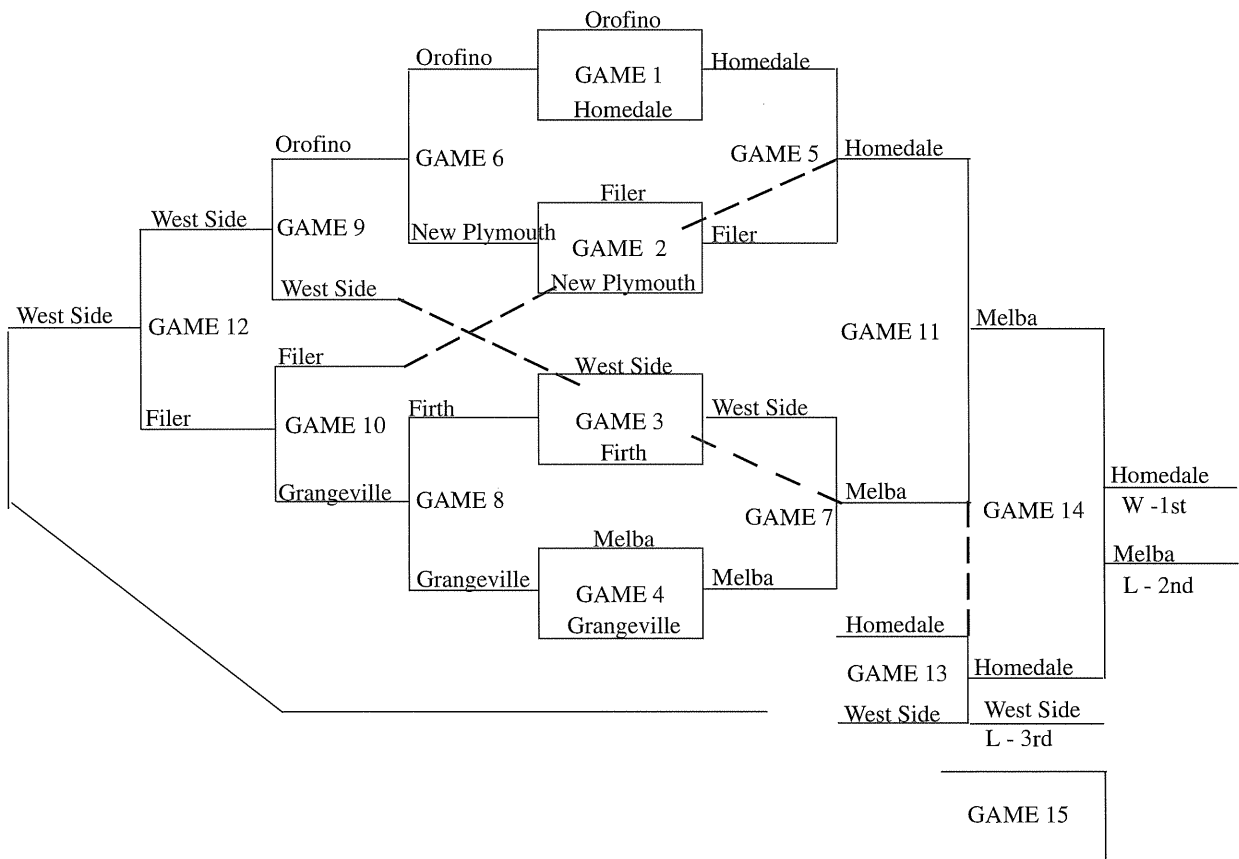 Orofino
Orofino
GAME 1
Homedale
Homedale
Orofino
GAME 6
GAME 5
Homedale
Filer
West Side
GAME 9
New Plymouth
GAME 2
Filer
New Plymouth
West Side
West Side
GAME 12
GAME 11
Melba
Filer
West Side
Filer
GAME 10
Firth
GAME 3
West Side
Firth
Grangeville
GAME 8
Melba
GAME 7
GAME 14
Homedale
W -1st
Melba
Grangeville
GAME 4
Melba
Melba
L - 2nd
Grangeville
Homedale
GAME 13
Homedale
West Side
West Side
L - 3rd
GAME 15